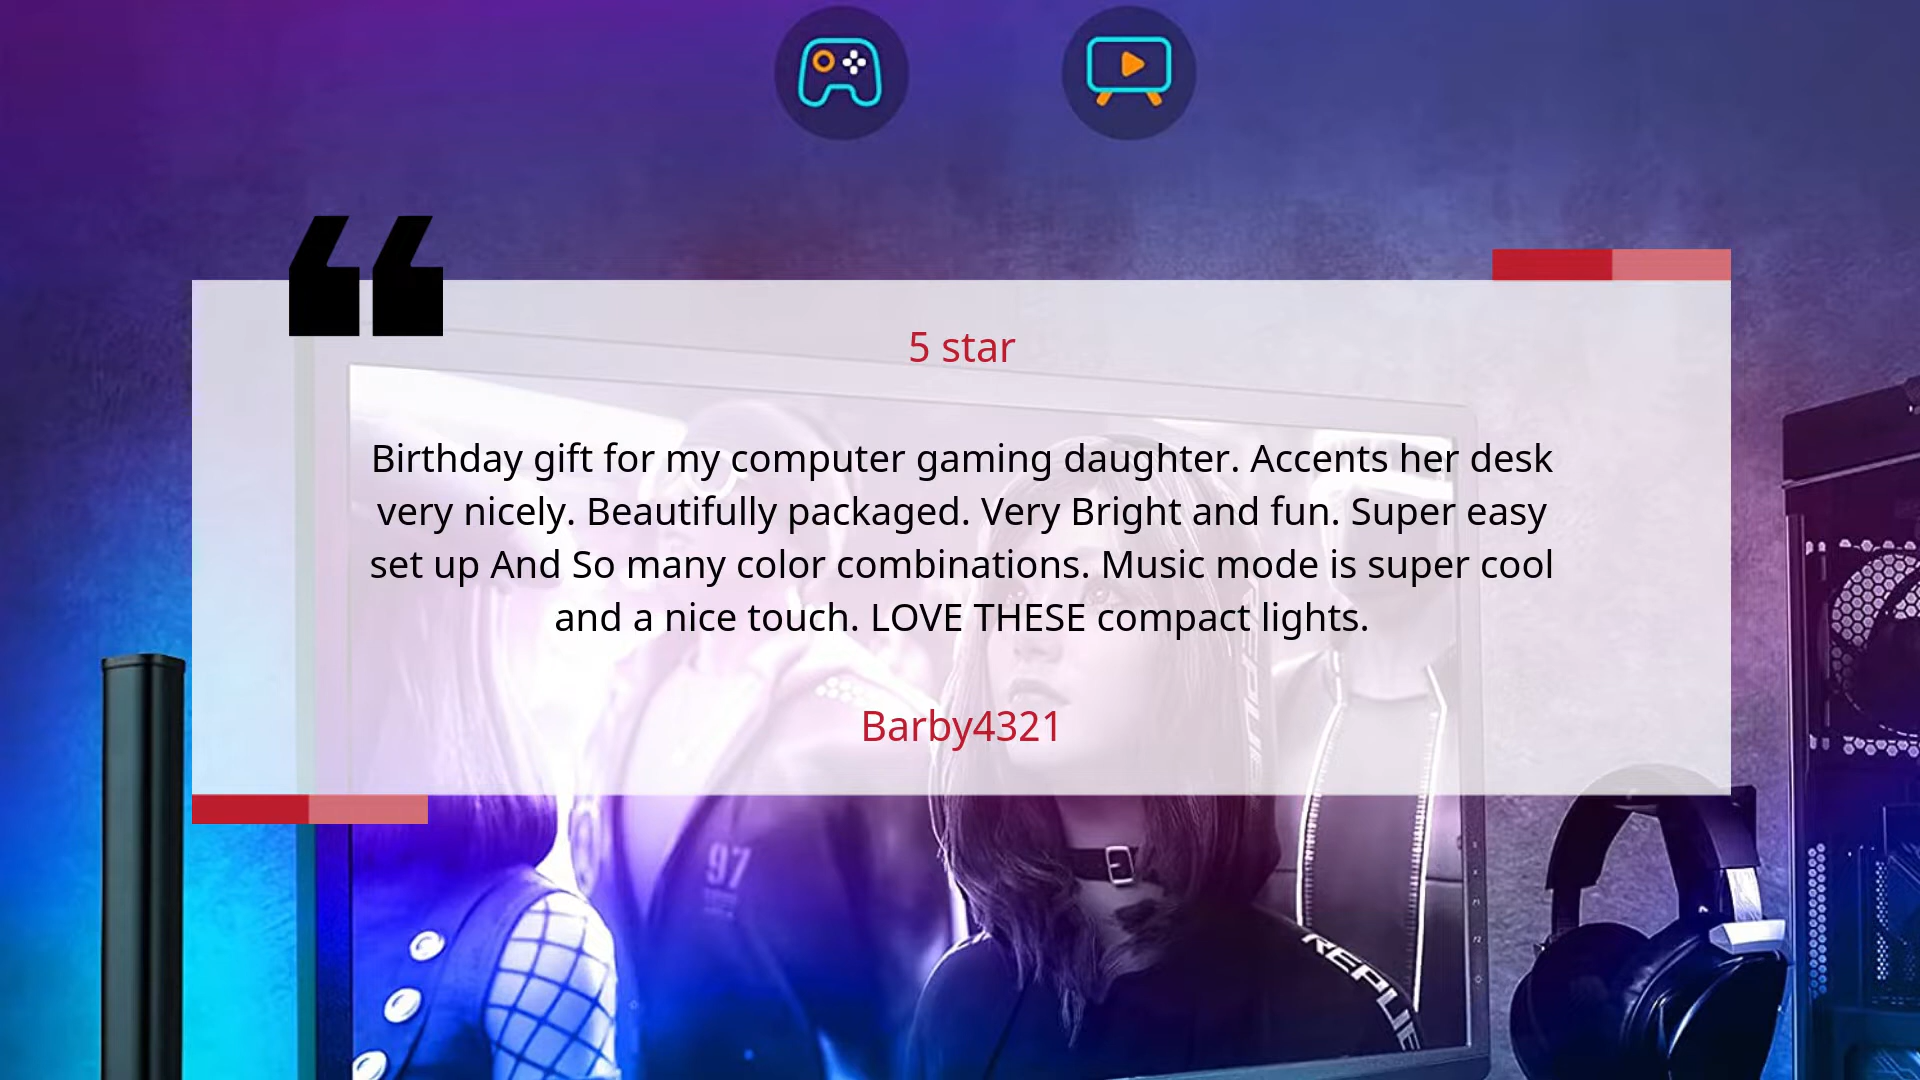 5 star
Birthday gift for my computer gaming daughter. Accents her desk
very nicely. Beautifully packaged. Very Bright and fun. Super easy
set up And So many color combinations. Music mode is super cool
and a nice touch. LOVE THESE compact lights.
Barby4321
97